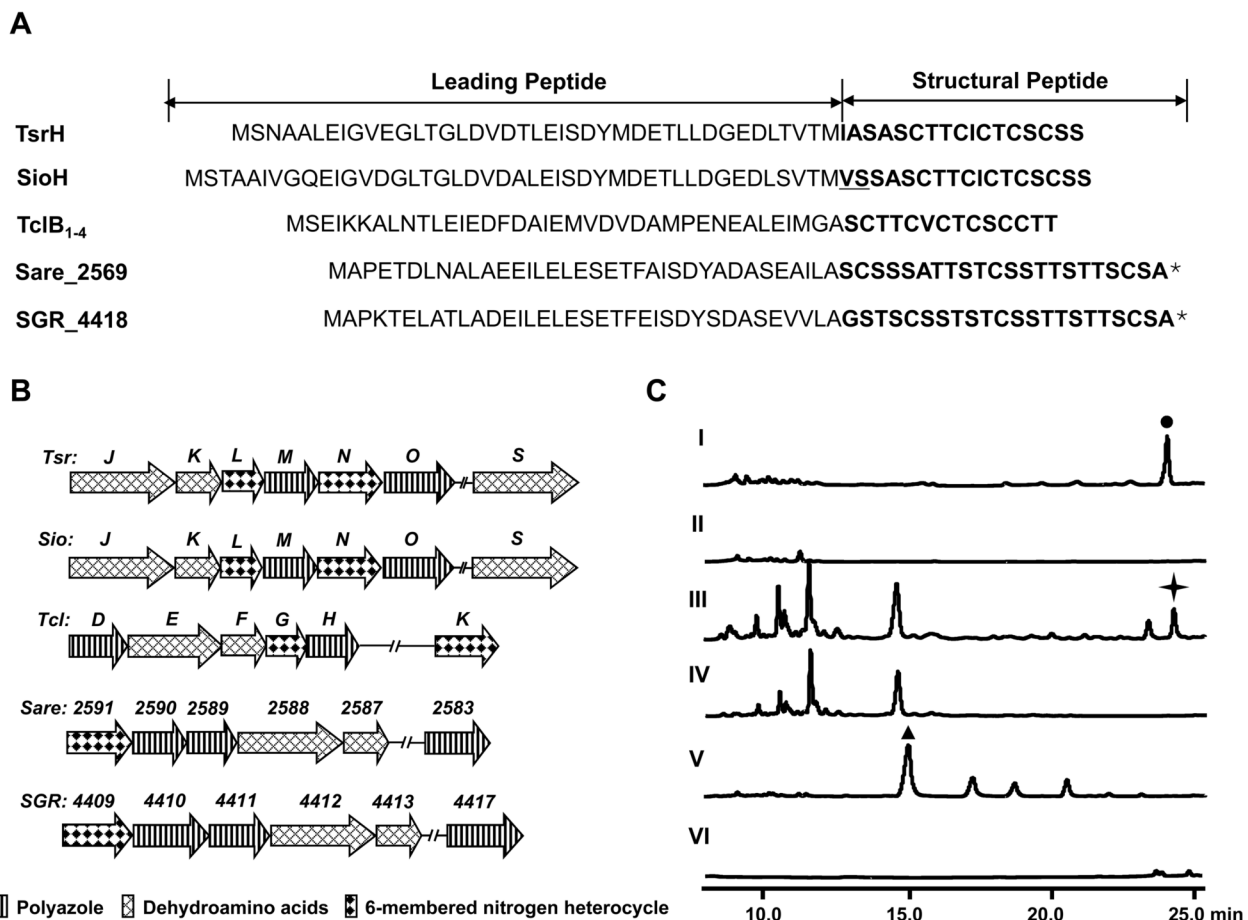 A
Leading Peptide Structural Peptide
TsrH MSNAALEIGVEGLTGLDVDTLEISDYMDETLLDGEDLTVTMIASASCTTCICTCSCSS
SioH MSTAAIVGQEIGVDGLTGLDVDALEISDYMDETLLDGEDLSVTMVSSASCTTCICTCSCSS
TclB1-4 MSEIKKALNTLEIEDFDAIEMVDVDAMPENEALEIMGASCTTCVCTCSCCTT
Sare_2569 MAPETDLNALAEEILELESETFAISDYADASEAILASCSSSATTSTCSSTTSTTSCSA*
SGR_4418 MAPKTELATLADEILELESETFEISDYSDASEVVLAGSTSCSSTSTCSSTTSTTSCSA*
B
Tsr: J K L M N O S
Sio: J K L M N O S
Tcl: D E F G H K
Sare: 2591 2590 2589 2588 2587 2583
SGR: 4409 4410 4411 4412 4413 4417
Polyazole Dehydroamino acids 6-membered nitrogen heterocycle
C
I
II
III
IV
V
VI
10.0 15.0 20.0 25.0 min